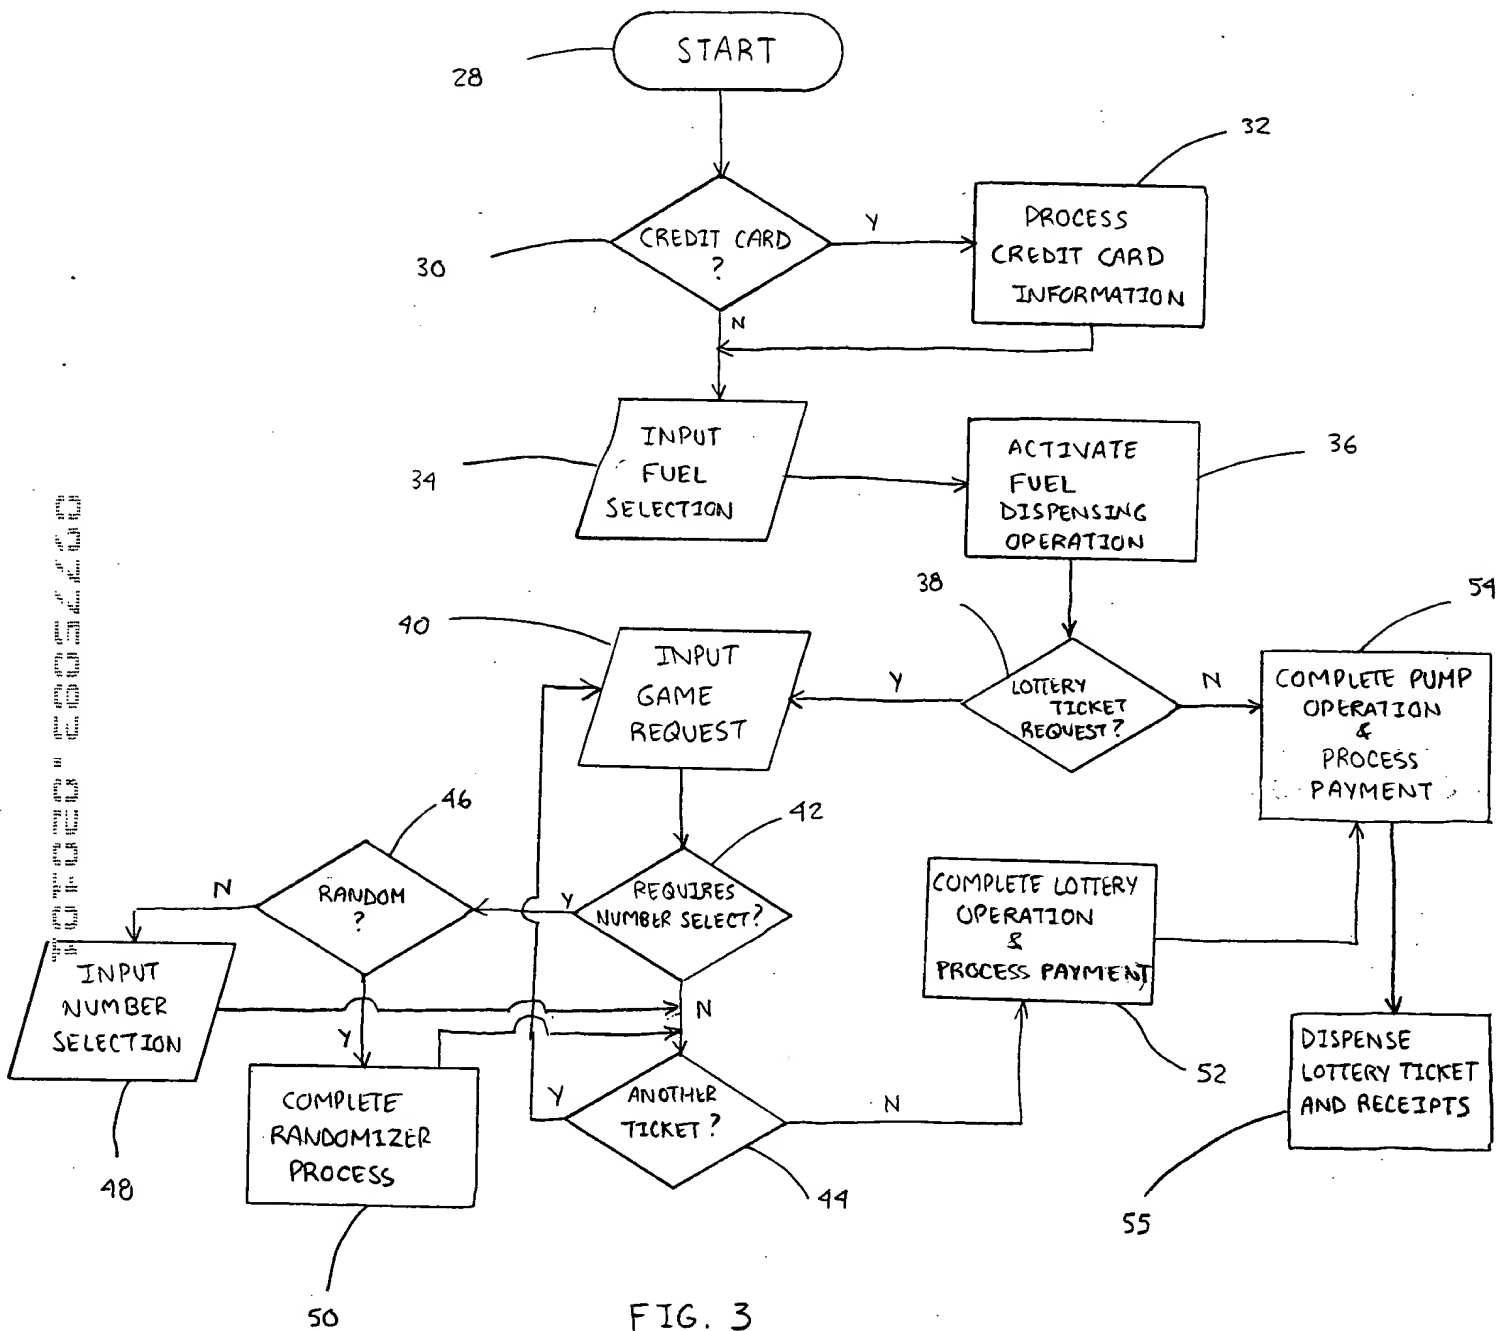 START
28
32
CREDIT CARD
?
Y
N
30
PROCESS
CREDIT CARD
INFORMATION
INPUT
FUEL
SELECTION
34
ACTIVATE
FUEL
DISPENSING
OPERATION
36
38
54
40
INPUT
GAME
REQUEST
Y
LOTTERY
TICKET
REQUEST?
N
COMPLETE PUMP
OPERATION
&
PROCESS
PAYMENT
46
42
N
RANDOM
?
Y
REQUIRES
NUMBER SELECT?
COMPLETE LOTTERY
OPERATION
&
PROCESS PAYMENT
INPUT
NUMBER
SELECTION
N
Y
52
DISPENSE
LOTTERY TICKET
AND RECEIPTS
COMPLETE
RANDOMIZER
PROCESS
Y
ANOTHER
TICKET?
N
48
44
55
50
FIG. 3